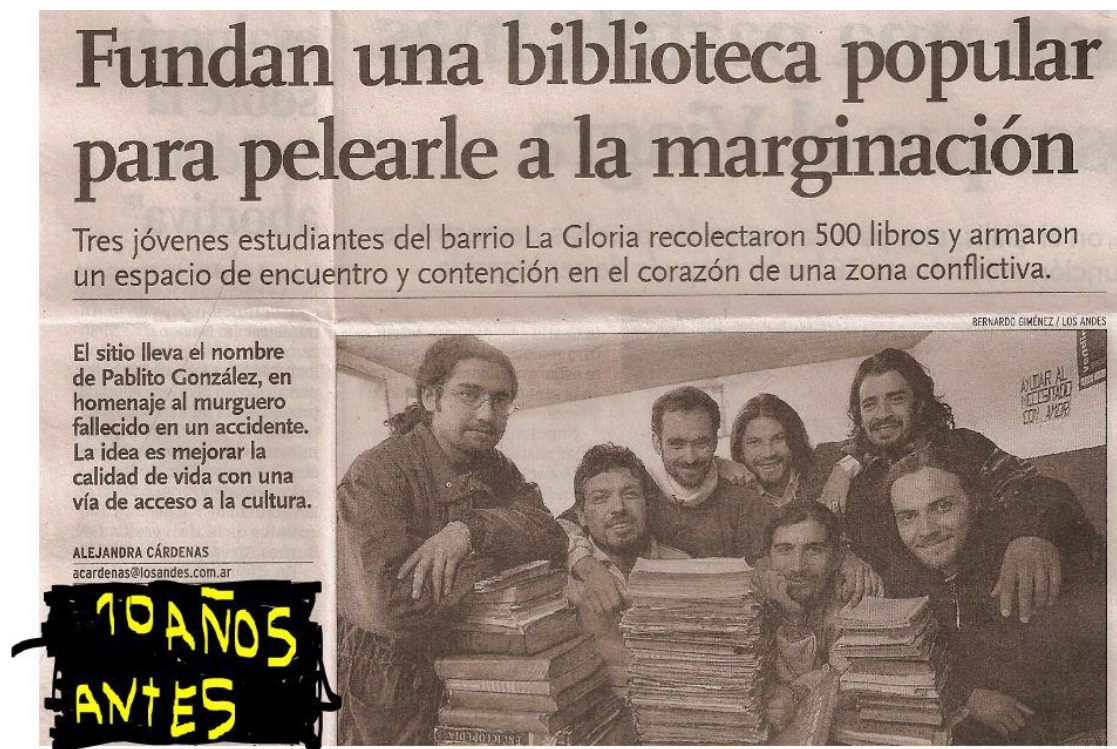 Fundan una biblioteca popular
para pelearle a la marginación
Tres jóvenes estudiantes del barrio La Gloria recolectaron 500 libros y armaron
un espacio de encuentro y contención en el corazón de una zona conflictiva.
BERNARDO GIMÉNEZ / LOS ANDES
El sitio lleva el nombre
de Pablito González, en
homenaje al murguero
fallecido en un accidente.
La idea es mejorar la
calidad de vida con una
vía de acceso a la cultura.
ALEJANDRA CÁRDENAS
acardenas@losandes.com.ar
AYUDAR AL
NECESITADO
CON AMOR
10 AÑOS
ANTES
ENCICLOPEDIA